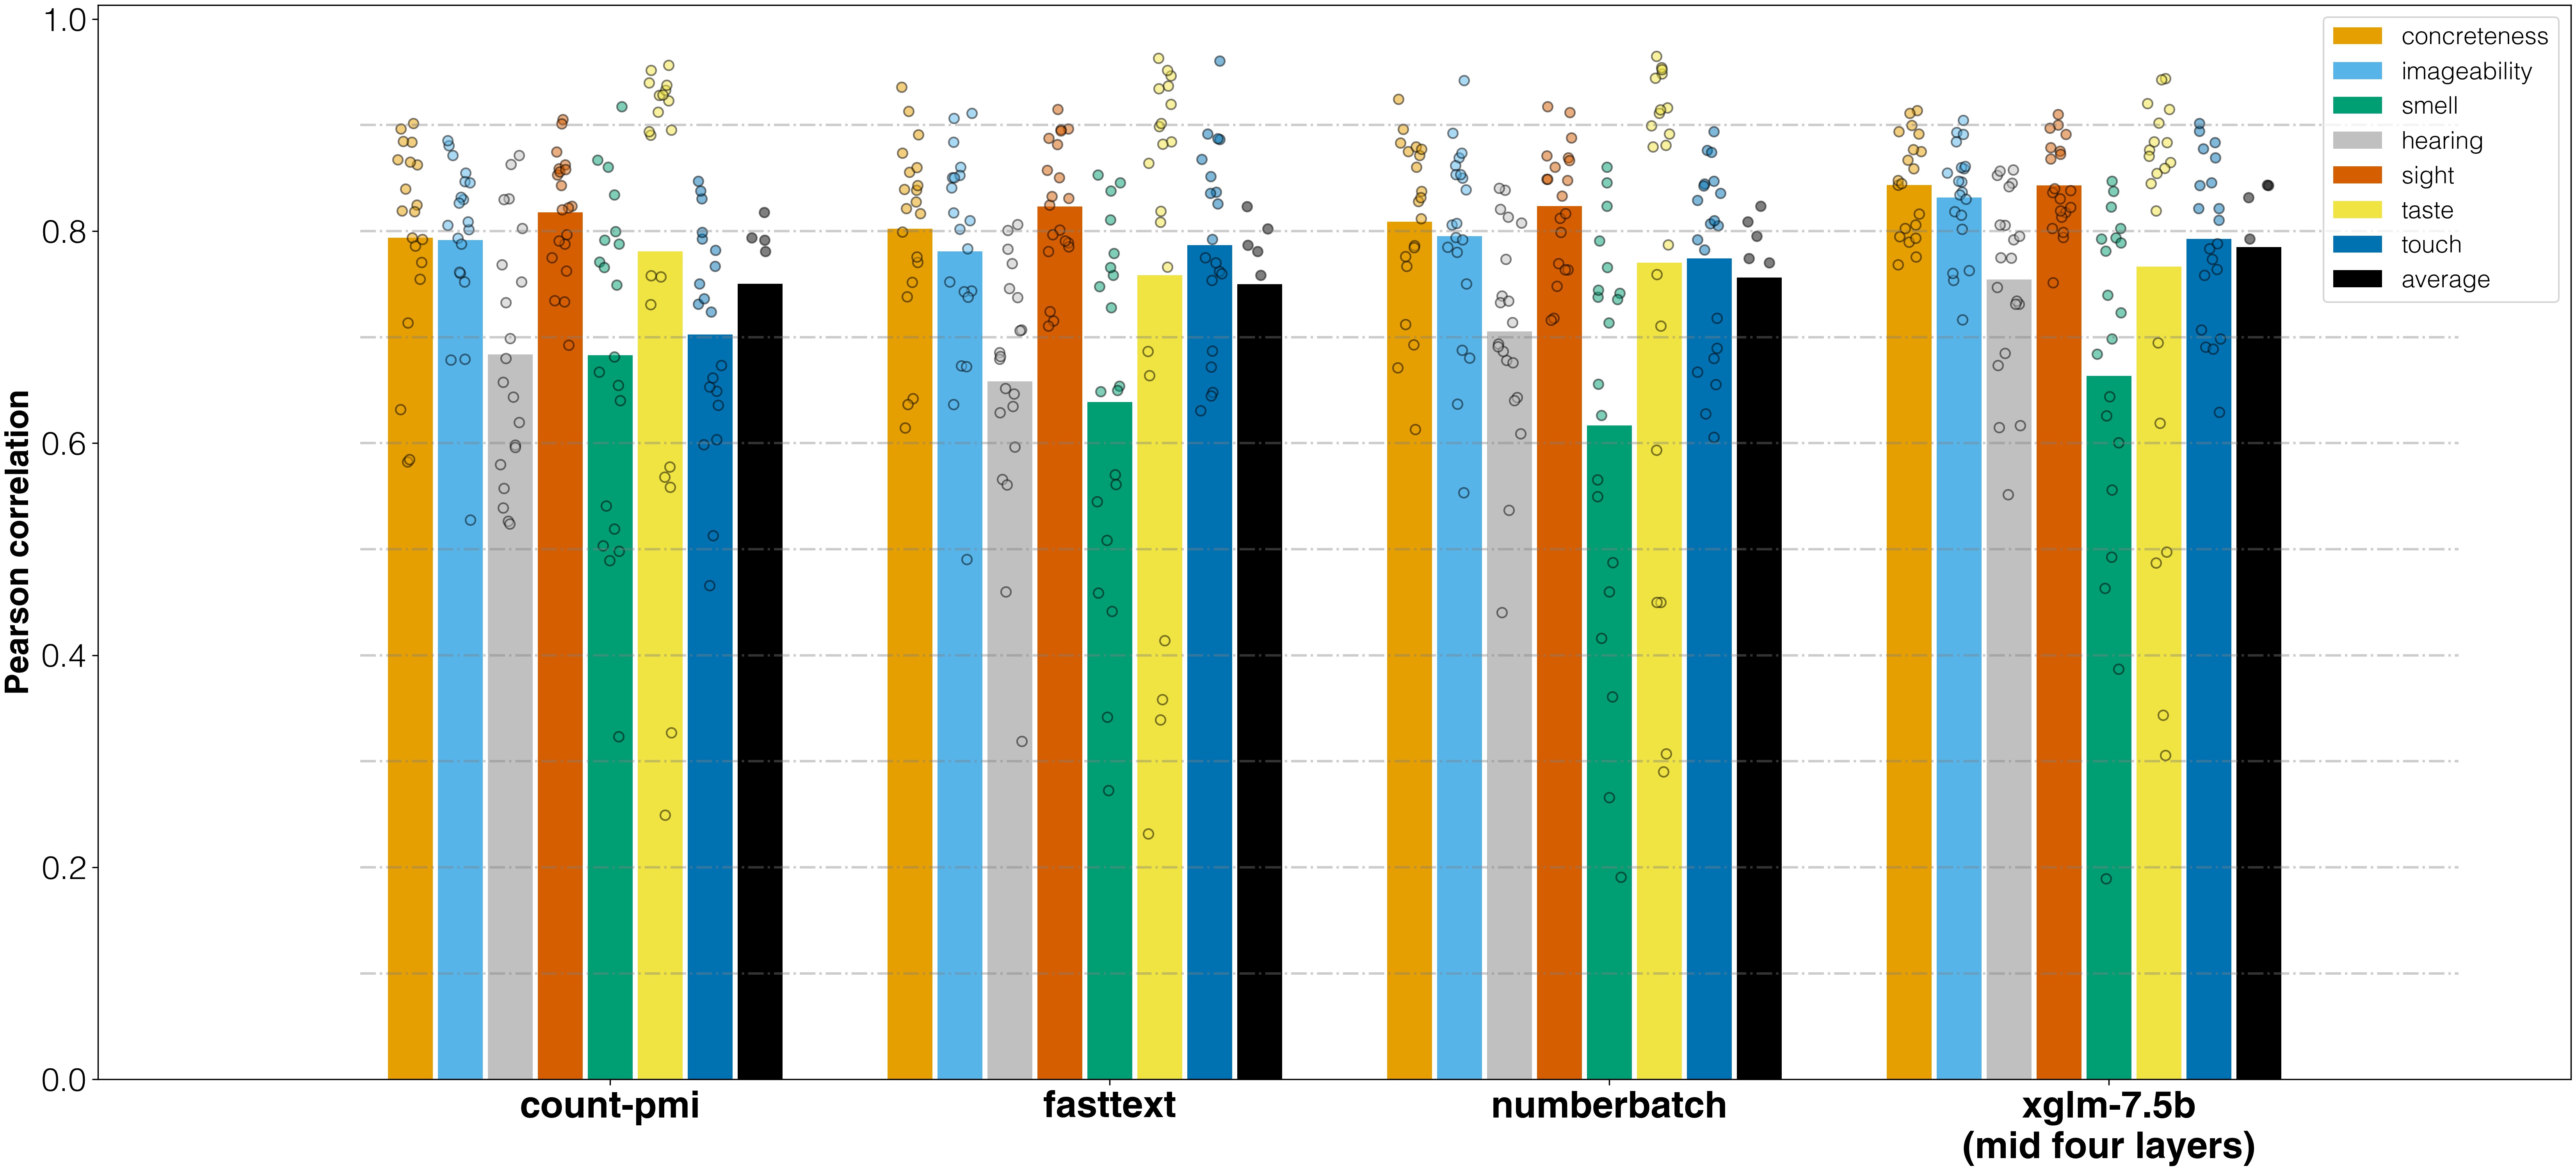 Pearson correlation
1.0
0.8
0.6
0.4
0.2
0.0
concreteness
imageability
smell
hearing
sight
taste
touch
average
count-pmi
fasttext
numberbatch
xglm-7.5b
(mid four layers)